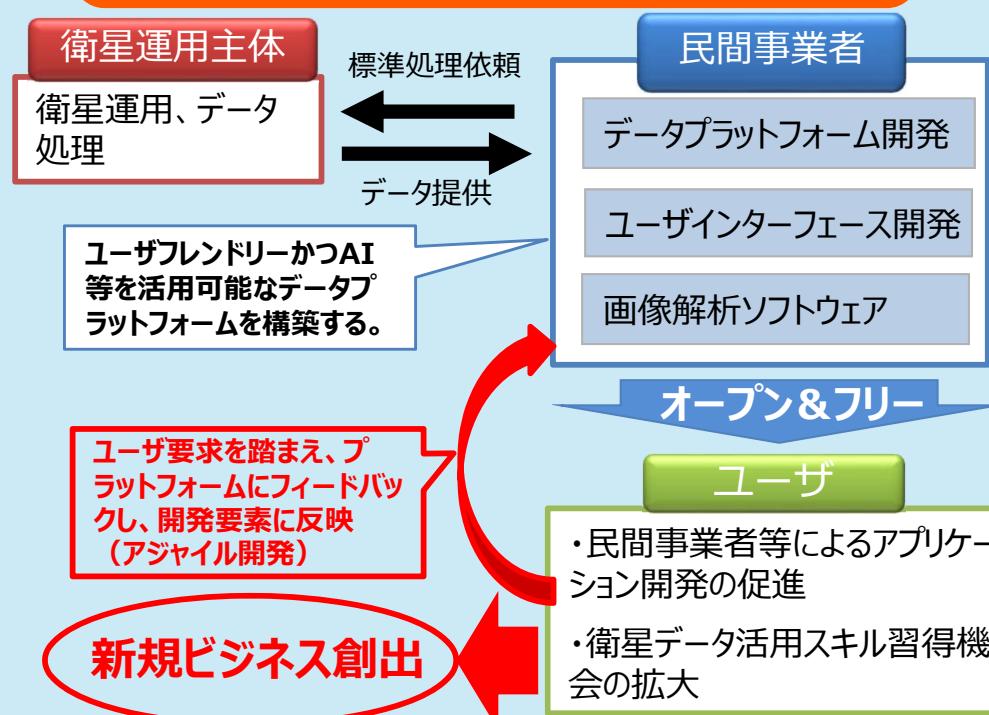 衛星運用主体
衛星運用、データ
処理
標準処理依頼
データ提供
民間事業者
データプラットフォーム開発
ユーザインターフェース開発
画像解析ソフトウェア
ユーザフレンドリーかつAI
等を活用可能なデータプ
ラットフォームを構築する。
オープン&フリー
ユーザ要求を踏まえ、プ
ラットフォームにフィードバッ
クし、開発要素に反映
（アジャイル開発）
ユーザ
・民間事業者等によるアプリケー
ション開発の促進
・衛星データ活用スキル習得機
会の拡大
新規ビジネス創出